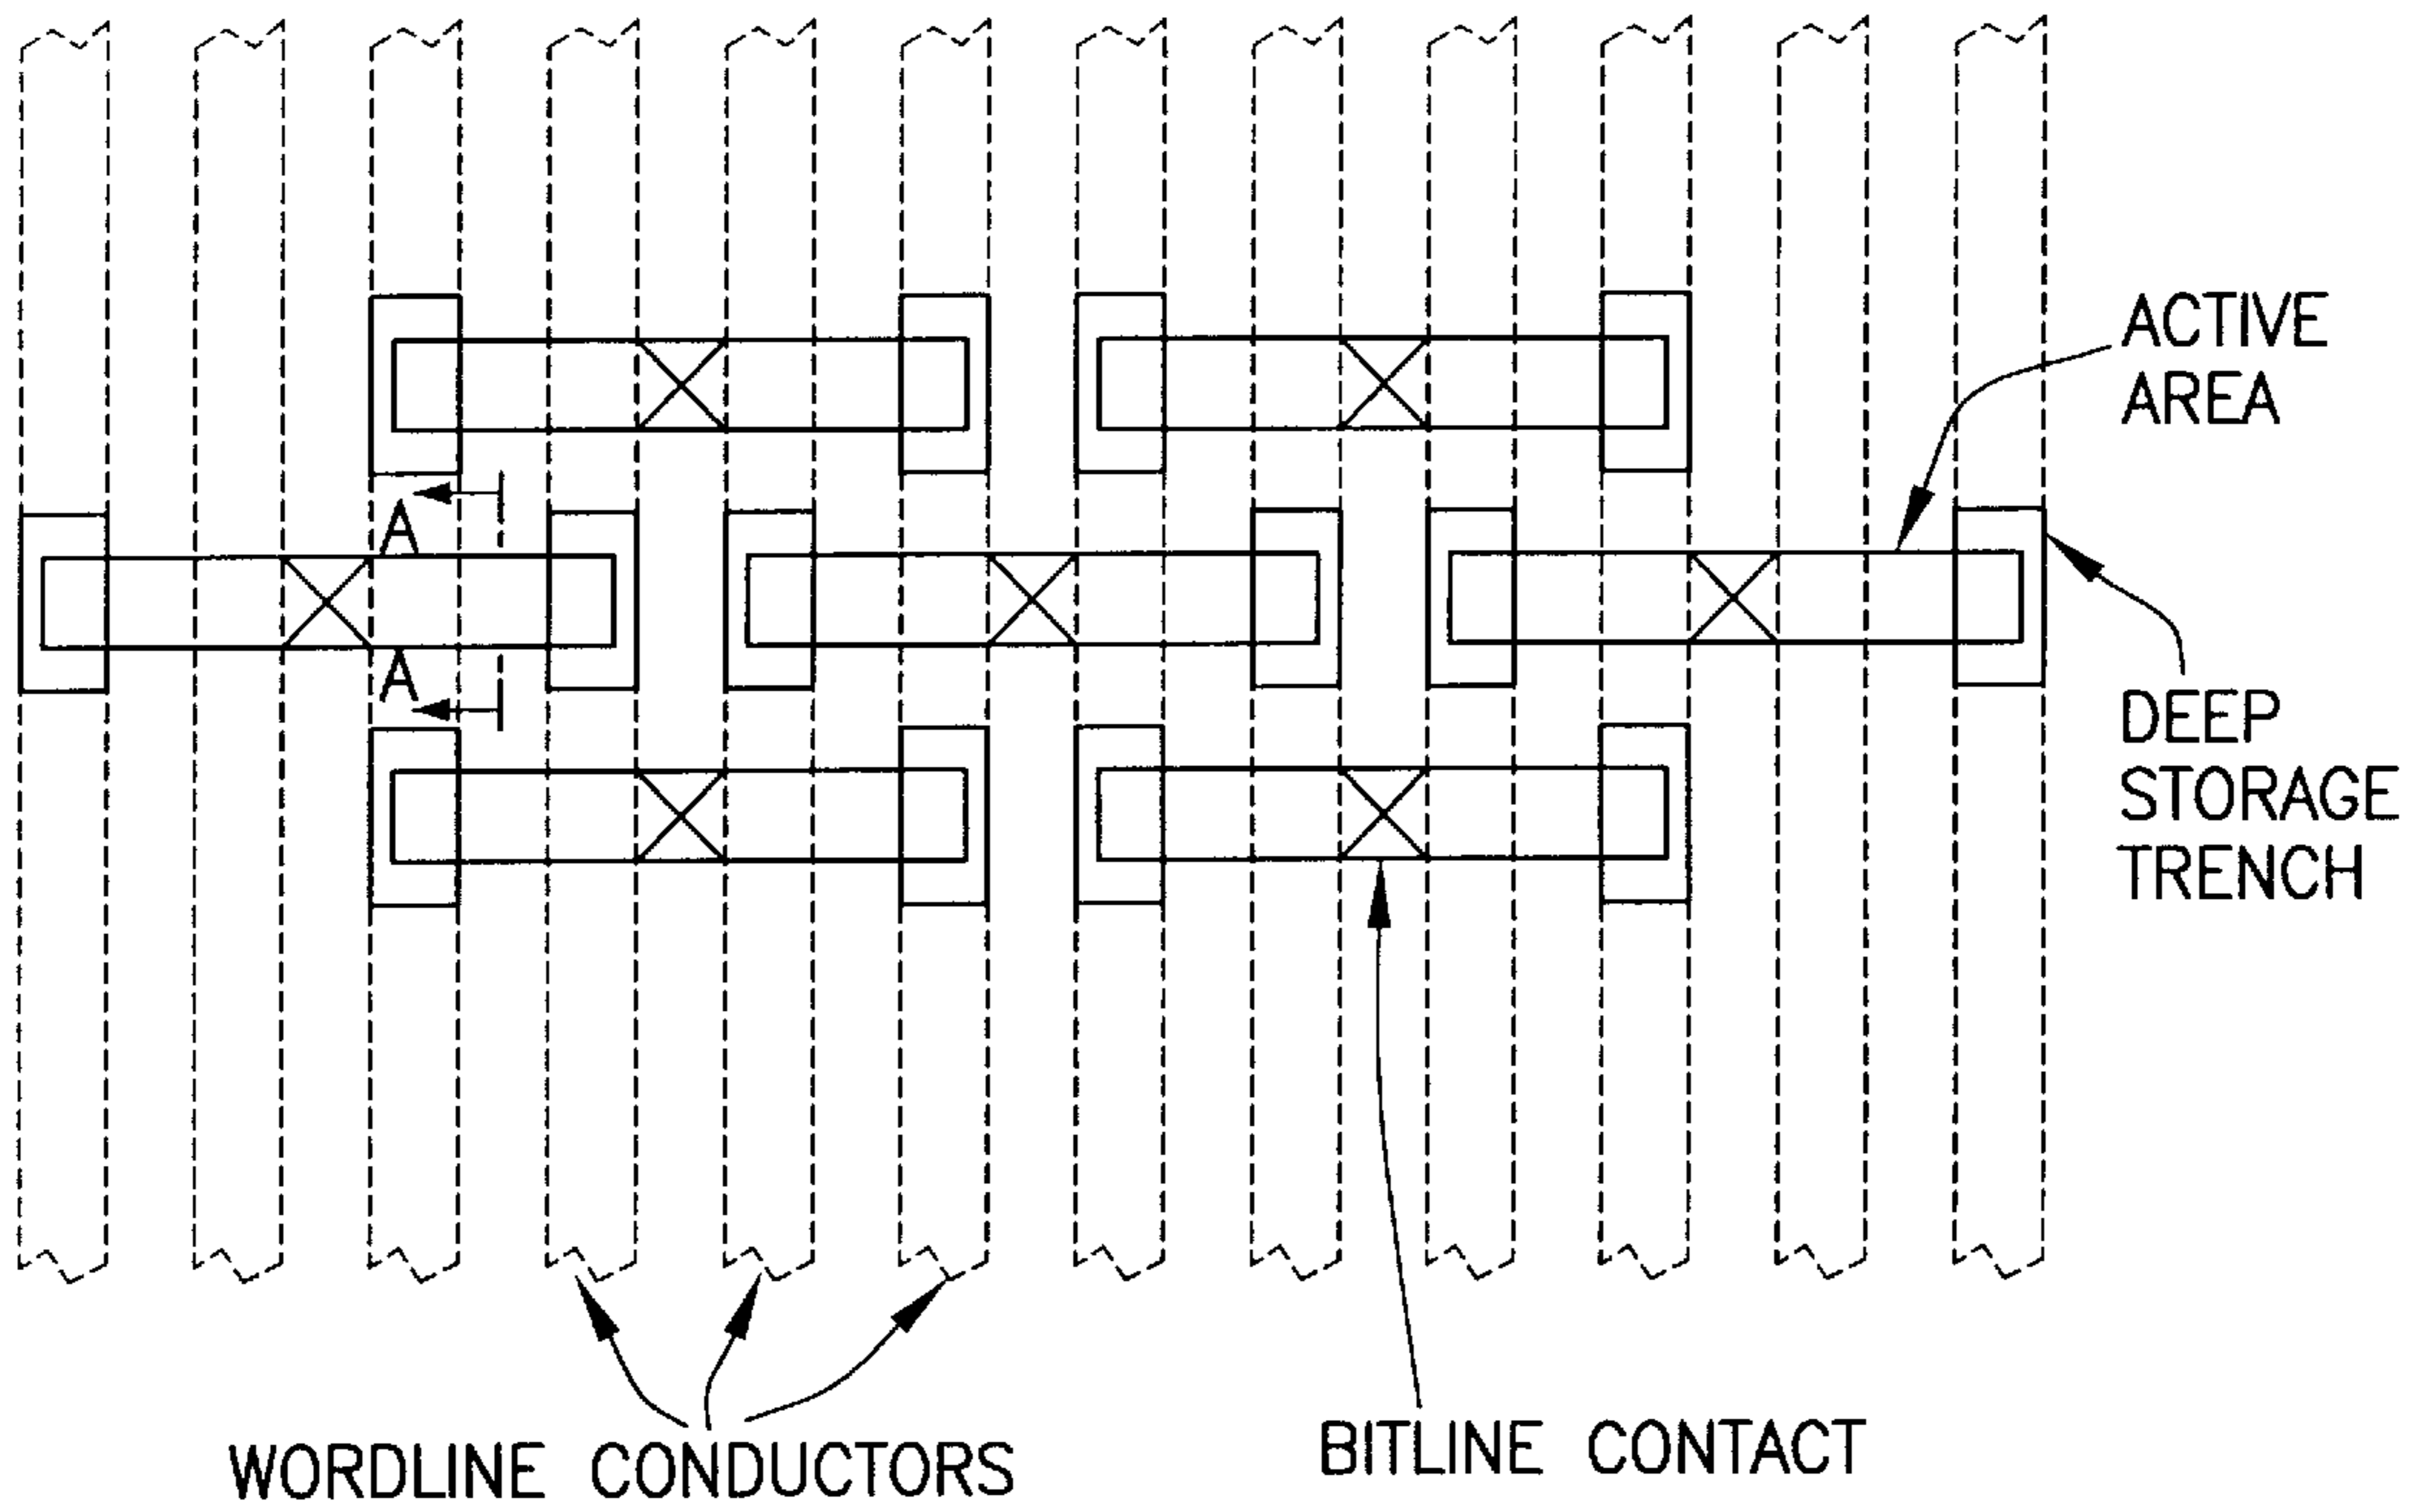 ACTIVE
AREA
A
A
DEEP
STORAGE
TRENCH
WORDLINE CONDUCTORS
BITLINE CONTACT